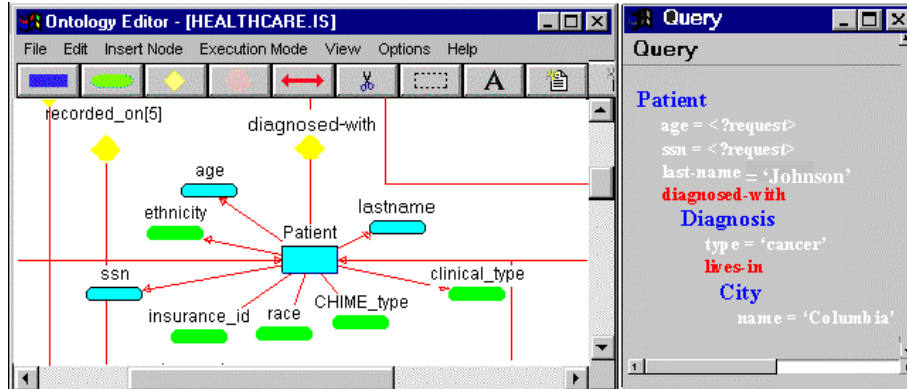 Ontology Editor - [HEALTHCARE.IS]
File Edit Insert Node Execution Mode View Options Help
A
recorded_on[5]
diagnosed-with
age
ethnicity
lastname
Patient
ssn
clinical_type
insurance_id
race
CHIME_type
Query
Query
Patient
age = <?request>
ssn = <?request>
last-name = 'Johnson'
diagnosed-with
Diagnosis
type = 'cancer'
lives-in
City
name = 'Columbia'
1